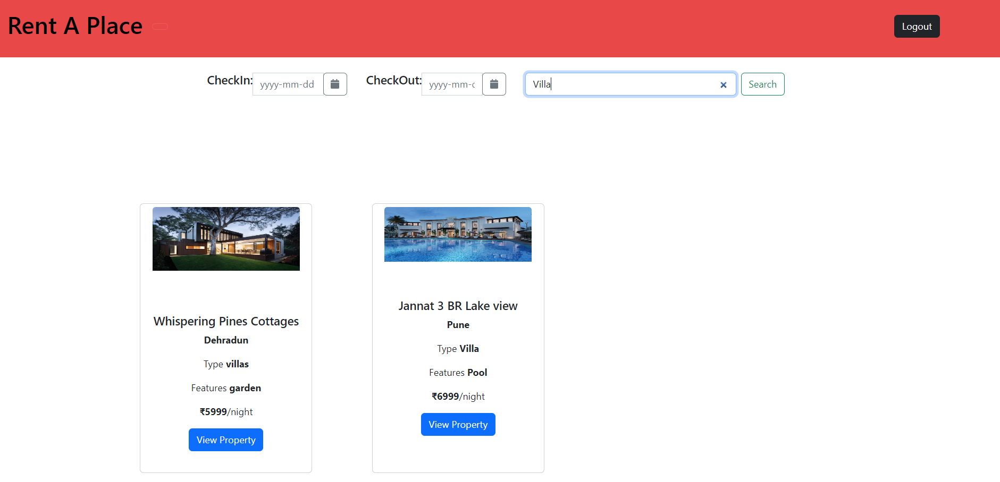 Rent A Place
Logout
CheckIn: yyyy-mm-dd CheckOut: yyyy-mm-d Villa Search
Whispering Pines Cottages
Dehradun
Type villas
Features garden
₹5999/night
View Property
Jannat 3 BR Lake view
Pune
Type Villa
Features Pool
₹6999/night
View Property